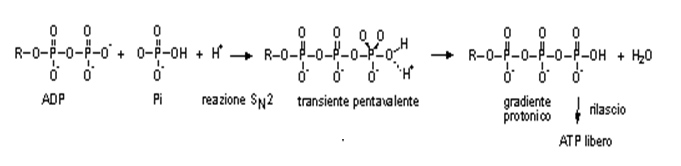 O O O O O O O O O O
R-O-P-O-P-O⁻ + O-P-OH + H⁺ → R-O-P-O-P-O-P-O H H⁺ → R-O-P-O-P-O-P-OH + H₂O
O⁻ O⁻ O⁻ O⁻ O⁻ O⁻ O⁻ O⁻ O⁻
ADP Pi reazione SN2 transiente pentavalente gradiente protonico rilascio
ATP libero